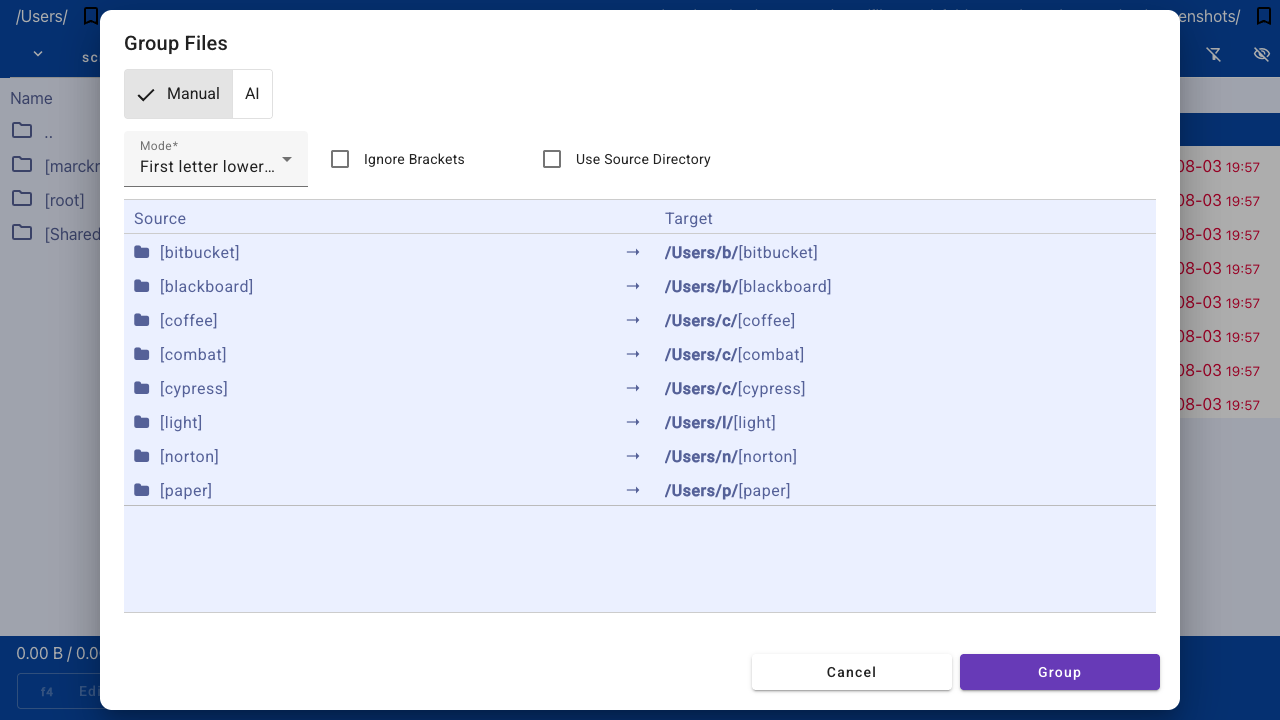 /Users/
enshots/
Group Files
Manual
AI
Mode*
First letter lower…
Ignore Brackets
Use Source Directory
Name
..
[root]
Source
Target
[bitbucket] → /Users/b/[bitbucket]
[blackboard] → /Users/b/[blackboard]
[coffee] → /Users/c/[coffee]
[combat] → /Users/c/[combat]
[cypress] → /Users/c/[cypress]
[light] → /Users/l/[light]
[norton] → /Users/n/[norton]
[paper] → /Users/p/[paper]
08-03 19:57
08-03 19:57
08-03 19:57
08-03 19:57
08-03 19:57
08-03 19:57
08-03 19:57
08-03 19:57
[Shared
0.00 B / 0.0
f4
Cancel
Group